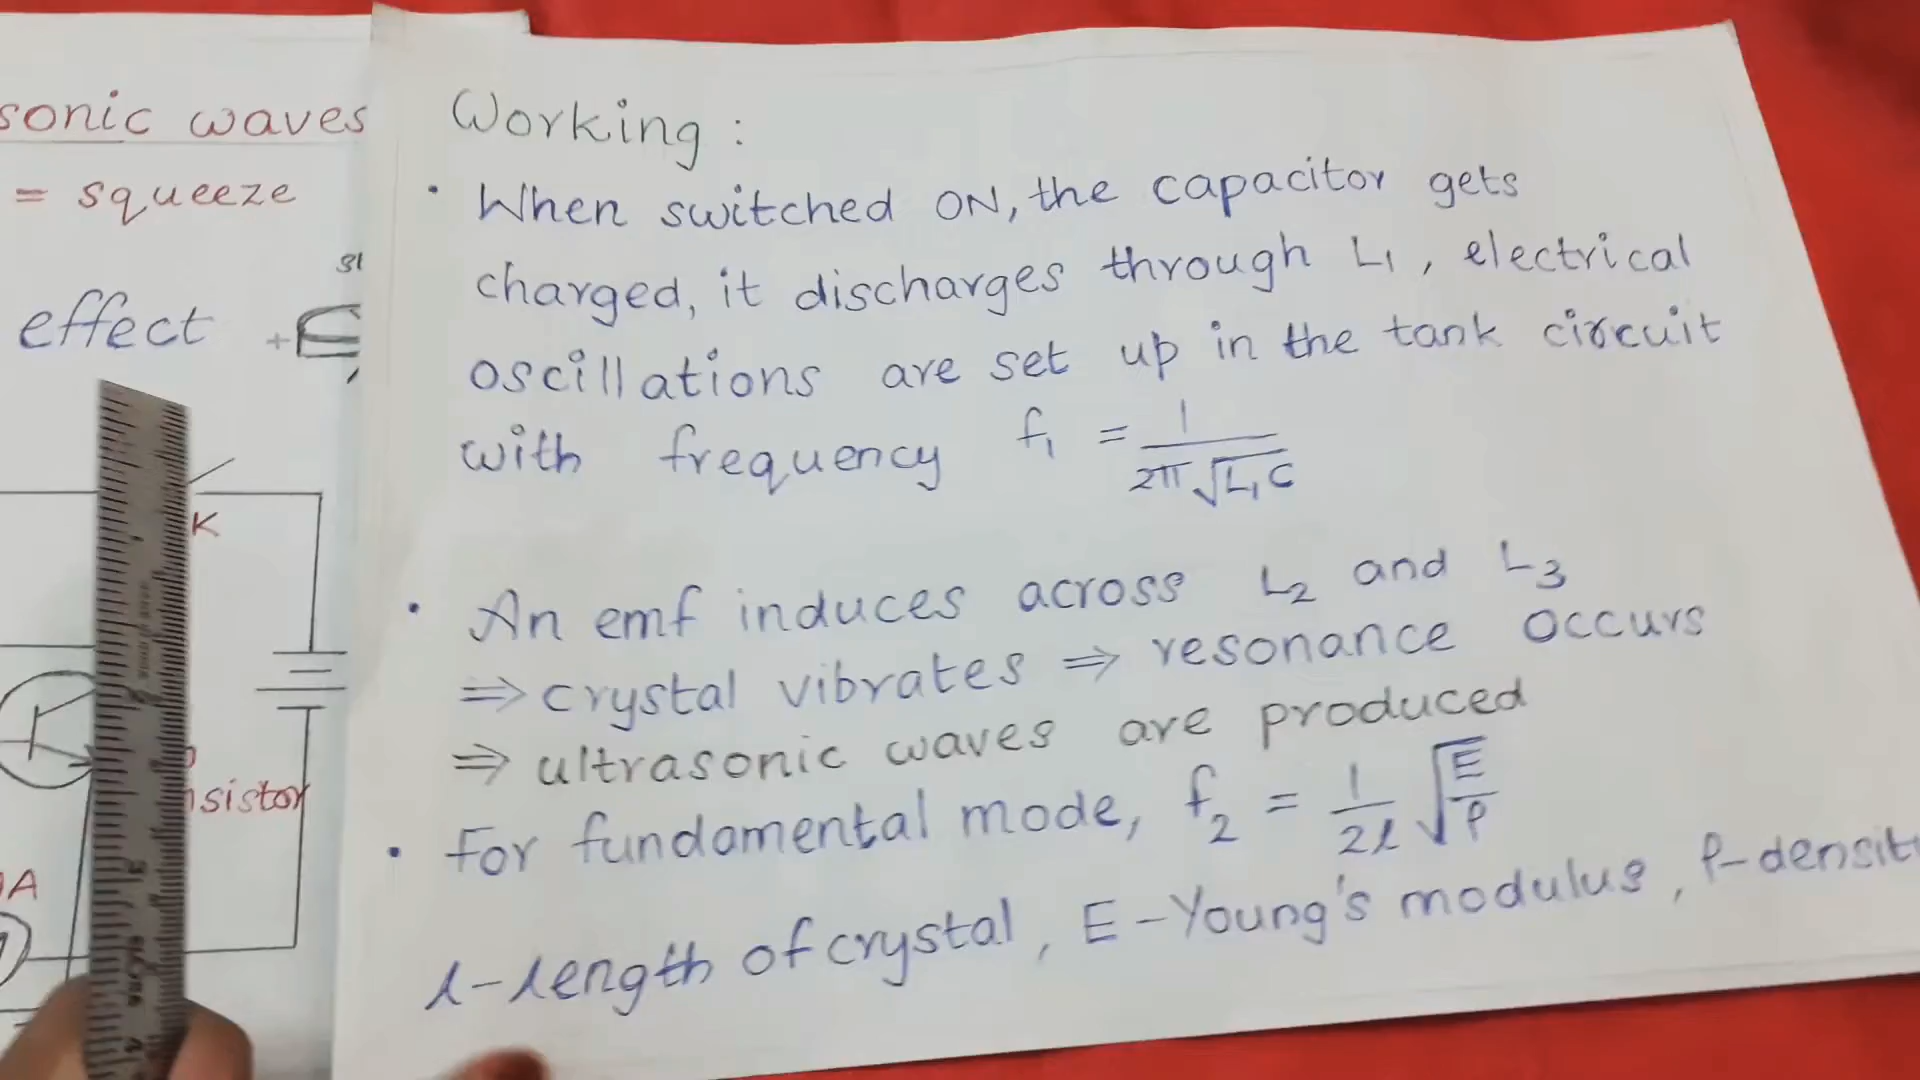 sonic waves
= squeeze
effect +
K
sistor
A
Working :
• When switched ON, the capacitor gets
charged, it discharges through L₁ , electrical
oscillations are set up in the tank circuit
with frequency f₁ = 1 / 2π √L₁C
• An emf induces across L₂ and L₃
⇒ crystal vibrates ⇒ resonance occurs
⇒ ultrasonic waves are produced
• For fundamental mode, f₂ = 1/2l √E/ρ
l-length of crystal, E-Young's modulus, ρ-densit